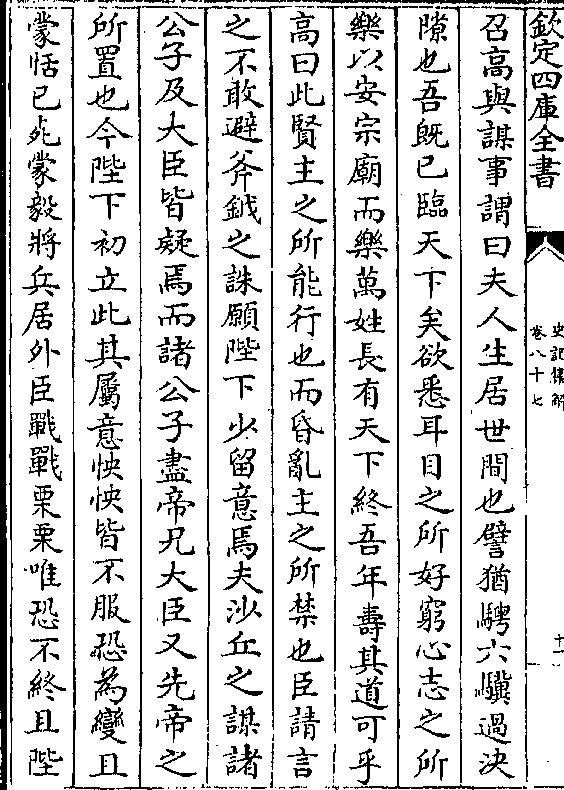 欽定四庫全書
史記集解
卷八十七
十一
召高與謀事謂曰夫人生居世間也譬猶騁六驥過決
隙也吾既已臨天下矣欲悉耳目之所好窮心志之所
樂以安宗廟而樂萬姓長有天下終吾年壽其道可乎
高曰此賢主之所能行也而昏亂主之所禁也臣請言
之不敢避斧鉞之誅願陛下少留意焉夫沙丘之謀諸
公子及大臣皆疑焉而諸公子盡帝兄大臣又先帝之
所置也今陛下初立此其屬意怏怏皆不服恐為變且
蒙恬已死蒙毅將兵居外臣戰戰栗栗唯恐不終且陛